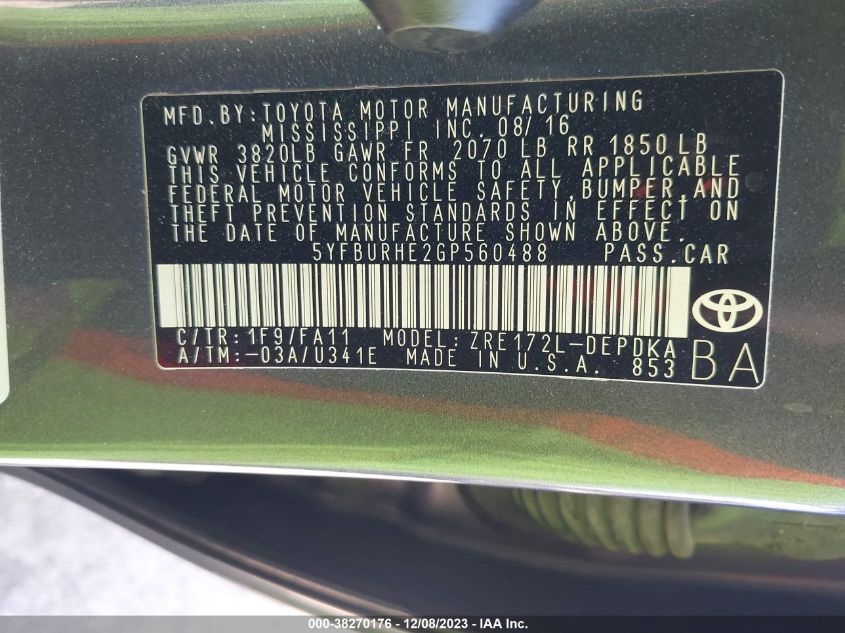 MFD.BY:TOYOTA MOTOR MANUFACTURING
MISSISSIPPI INC. 08/16
GVWR 3820LB GAWR FR 2070 LB RR 1850 LB
THIS VEHICLE CONFORMS TO ALL APPLICABLE
FEDERAL MOTOR VEHICLE SAFETY,BUMPER,AND
THEFT PREVENTION STANDARDS IN EFFECT ON
THE DATE OF MANUFACTURE SHOWN ABOVE.
5YFBURHE2GP560488 PASS.CAR
C/TR:1F9/FA11 MODEL:ZRE172L-DEPDKA
A/TM:-03A/U341E MADE IN U.S.A. 853 BA
000-38270176 - 12/08/2023 - Copyright © 2023 IAA, Inc.